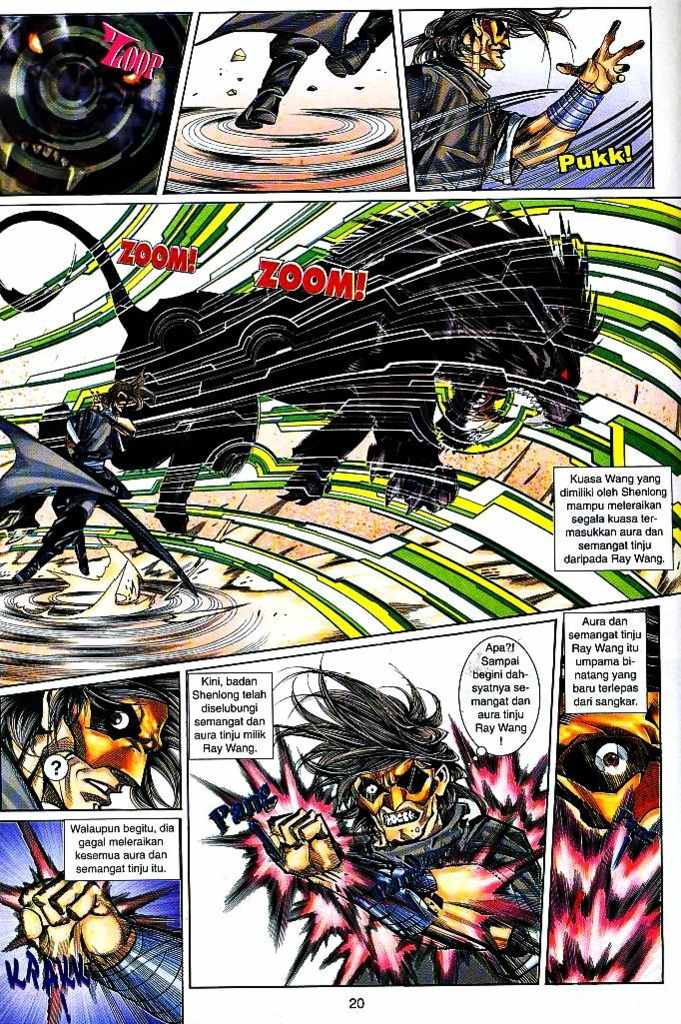 ZOOP
Pukk!
ZOOM!
ZOOM!
Kuasa Wang yang
dimiliki oleh Shenlong
mampu meleraikan
segala kuasa ter-
masukkan aura dan
semangat tinju
daripada Ray Wang.
?
Walaupun begitu, dia
gagal meleraikan
kesemua aura dan
semangat tinju itu.
KRAKK
Kini, badan
Shenlong telah
diselubungi
semangat dan
aura tinju milik
Ray Wang.
Apa?!
Sampai
begini dah-
syatnya se-
mangat dan
aura tinju
Ray Wang
!
Aura dan
semangat tinju
Ray Wang itu
umpama bi-
natang yang
baru terlepas
dari sangkar.
20